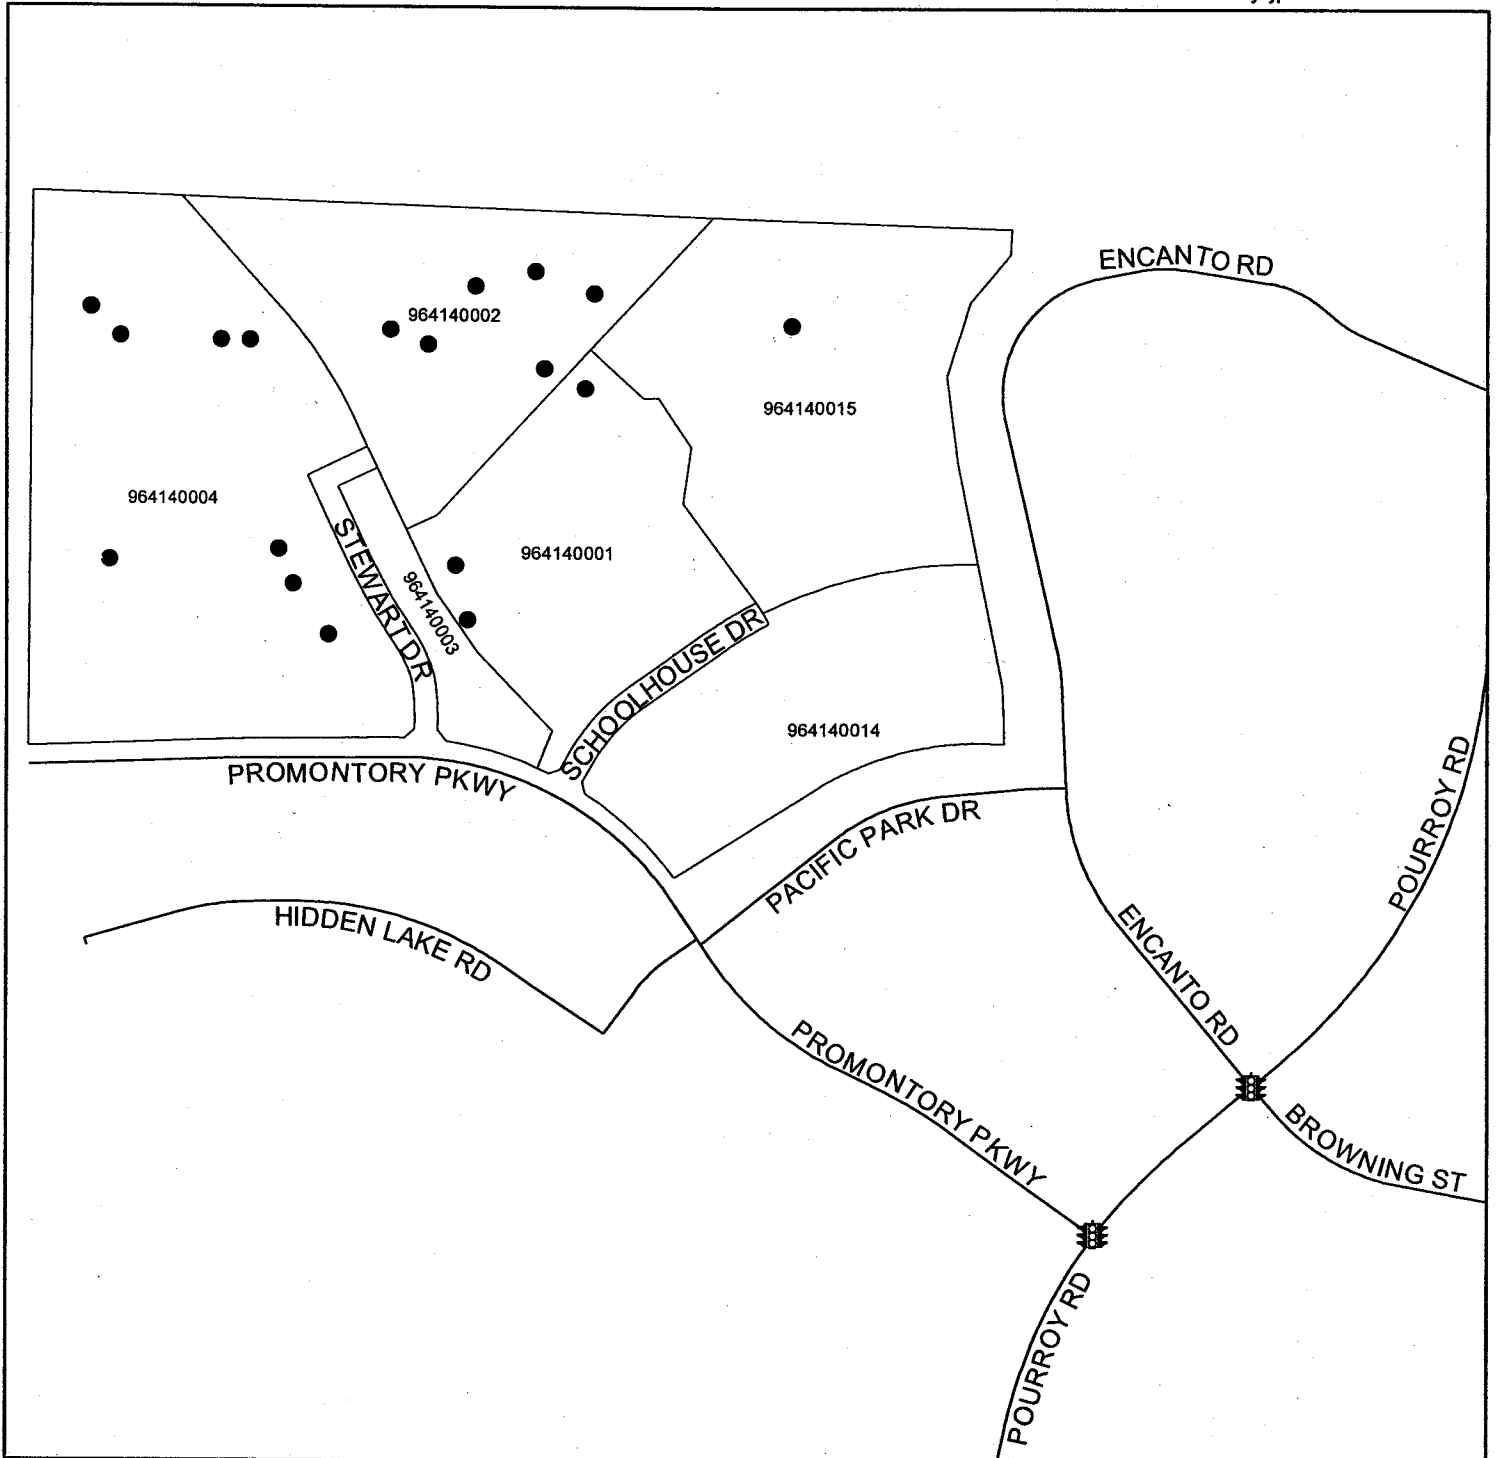 ENCANTO RD
964140002
964140015
964140004
964140001
STEWART DR
964140003
SCHOOLHOUSE DR
964140014
PROMONTORY PKWY
PACIFIC PARK DR
POURROY RD
HIDDEN LAKE RD
ENCANTO RD
PROMONTORY PKWY
BROWNING ST
POURROY RD